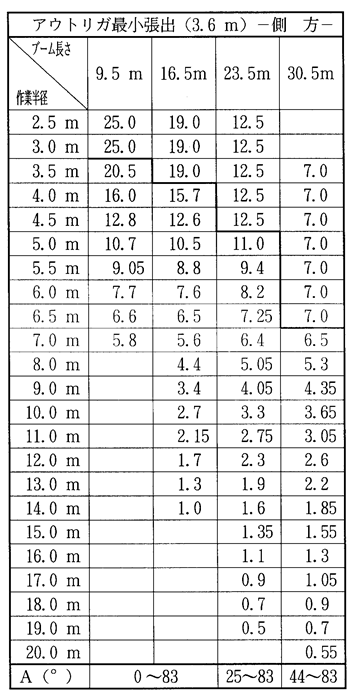 アウトリガ最小張出 (3.6 m) －側　方－
ブーム長さ
作業半径 9.5 m 16.5m 23.5m 30.5m
2.5 m 25.0 19.0 12.5
3.0 m 25.0 19.0 12.5
3.5 m 20.5 19.0 12.5 7.0
4.0 m 16.0 15.7 12.5 7.0
4.5 m 12.8 12.6 12.5 7.0
5.0 m 10.7 10.5 11.0 7.0
5.5 m 9.05 8.8 9.4 7.0
6.0 m 7.7 7.6 8.2 7.0
6.5 m 6.6 6.5 7.25 7.0
7.0 m 5.8 5.6 6.4 6.5
8.0 m 4.4 5.05 5.3
9.0 m 3.4 4.05 4.35
10.0 m 2.7 3.3 3.65
11.0 m 2.15 2.75 3.05
12.0 m 1.7 2.3 2.6
13.0 m 1.3 1.9 2.2
14.0 m 1.0 1.6 1.85
15.0 m 1.35 1.55
16.0 m 1.1 1.3
17.0 m 0.9 1.05
18.0 m 0.7 0.9
19.0 m 0.5 0.7
20.0 m 0.55
A (°) 0～83 25～83 44～83